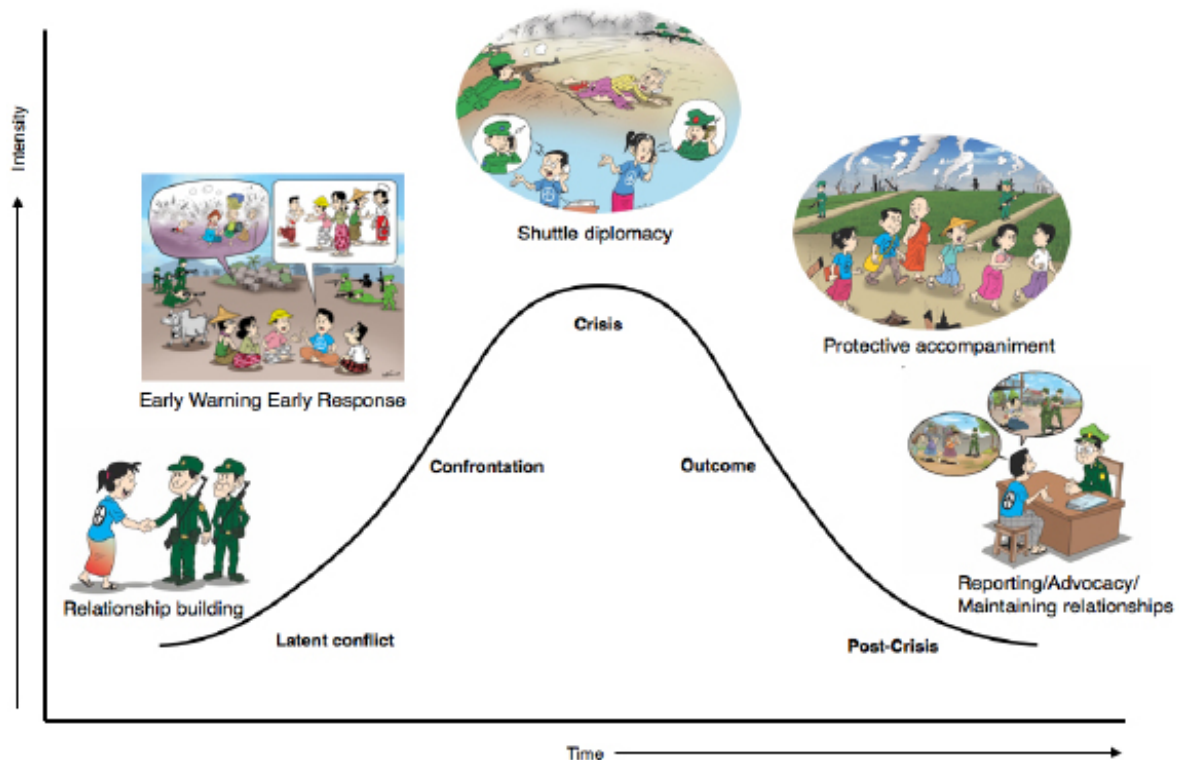 Intensity
Shuttle diplomacy
Crisis
Protective accompaniment
Early Warning Early Response
Confrontation
Outcome
Relationship building
Reporting/Advocacy/
Maintaining relationships
Latent conflict
Post-Crisis
Time